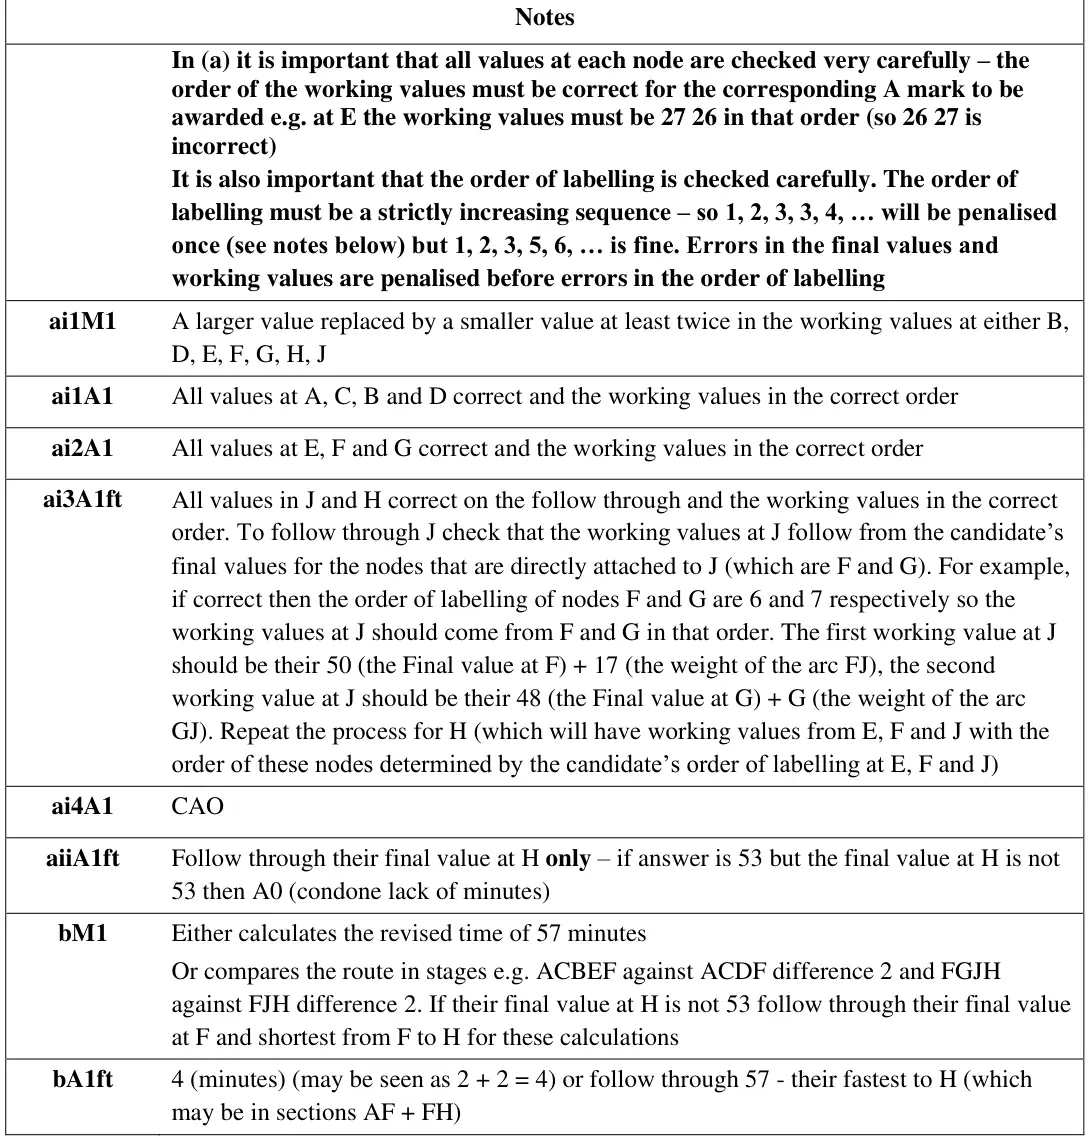 Notes
In (a) it is important that all values at each node are checked very carefully – the
order of the working values must be correct for the corresponding A mark to be
awarded e.g. at E the working values must be 27 26 in that order (so 26 27 is
incorrect)
It is also important that the order of labelling is checked carefully. The order of
labelling must be a strictly increasing sequence – so 1, 2, 3, 3, 4, … will be penalised
once (see notes below) but 1, 2, 3, 5, 6, … is fine. Errors in the final values and
working values are penalised before errors in the order of labelling
ai1M1 A larger value replaced by a smaller value at least twice in the working values at either B,
D, E, F, G, H, J
ai1A1 All values at A, C, B and D correct and the working values in the correct order
ai2A1 All values at E, F and G correct and the working values in the correct order
ai3A1ft All values in J and H correct on the follow through and the working values in the correct
order. To follow through J check that the working values at J follow from the candidate’s
final values for the nodes that are directly attached to J (which are F and G). For example,
if correct then the order of labelling of nodes F and G are 6 and 7 respectively so the
working values at J should come from F and G in that order. The first working value at J
should be their 50 (the Final value at F) + 17 (the weight of the arc FJ), the second
working value at J should be their 48 (the Final value at G) + G (the weight of the arc
GJ). Repeat the process for H (which will have working values from E, F and J with the
order of these nodes determined by the candidate’s order of labelling at E, F and J)
ai4A1 CAO
aiiA1ft Follow through their final value at H only – if answer is 53 but the final value at H is not
53 then A0 (condone lack of minutes)
bM1 Either calculates the revised time of 57 minutes
Or compares the route in stages e.g. ACBEF against ACDF difference 2 and FGJH
against FJH difference 2. If their final value at H is not 53 follow through their final value
at F and shortest from F to H for these calculations
bA1ft 4 (minutes) (may be seen as 2 + 2 = 4) or follow through 57 - their fastest to H (which
may be in sections AF + FH)